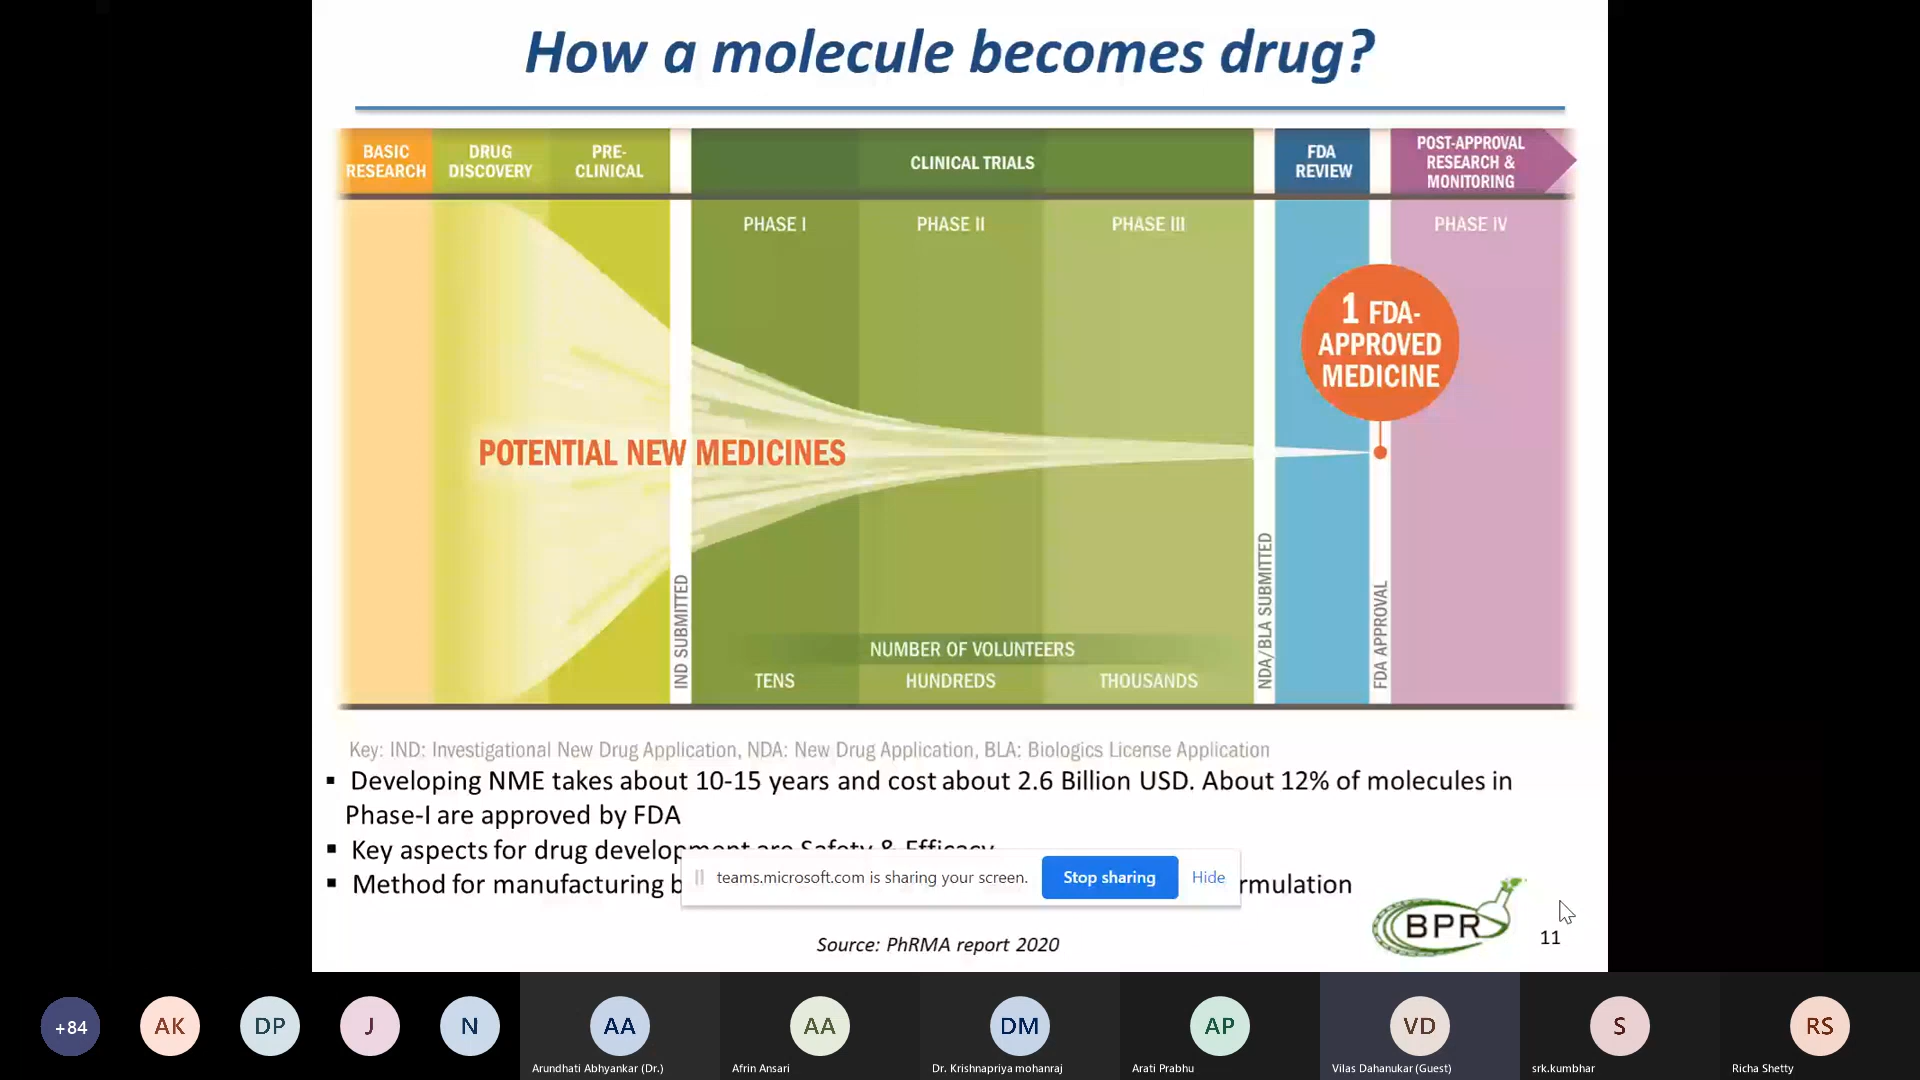 How a molecule becomes drug?
BASIC
RESEARCH
DRUG
DISCOVERY
PRE-
CLINICAL
CLINICAL TRIALS
FDA
REVIEW
POST-APPROVAL
RESEARCH &
MONITORING
PHASE I
PHASE II
PHASE III
PHASE IV
1 FDA-
APPROVED
MEDICINE
POTENTIAL NEW MEDICINES
IND SUBMITTED
NDA/BLA SUBMITTED
FDA APPROVAL
NUMBER OF VOLUNTEERS
TENS
HUNDREDS
THOUSANDS
Key: IND: Investigational New Drug Application, NDA: New Drug Application, BLA: Biologics License Application
▪ Developing NME takes about 10-15 years and cost about 2.6 Billion USD. About 12% of molecules in
Phase-I are approved by FDA
▪ Key aspects for drug development are Safety & Efficacy
▪ Method for manufacturing b
rmulation
teams.microsoft.com is sharing your screen.
Stop sharing
Hide
Source: PhRMA report 2020
BPR
11
+84
AK
DP
J
N
AA
AA
DM
AP
VD
S
RS
Arundhati Abhyankar (Dr.)
Afrin Ansari
Dr. Krishnapriya mohanraj
Arati Prabhu
Vilas Dahanukar (Guest)
srk.kumbhar
Richa Shetty